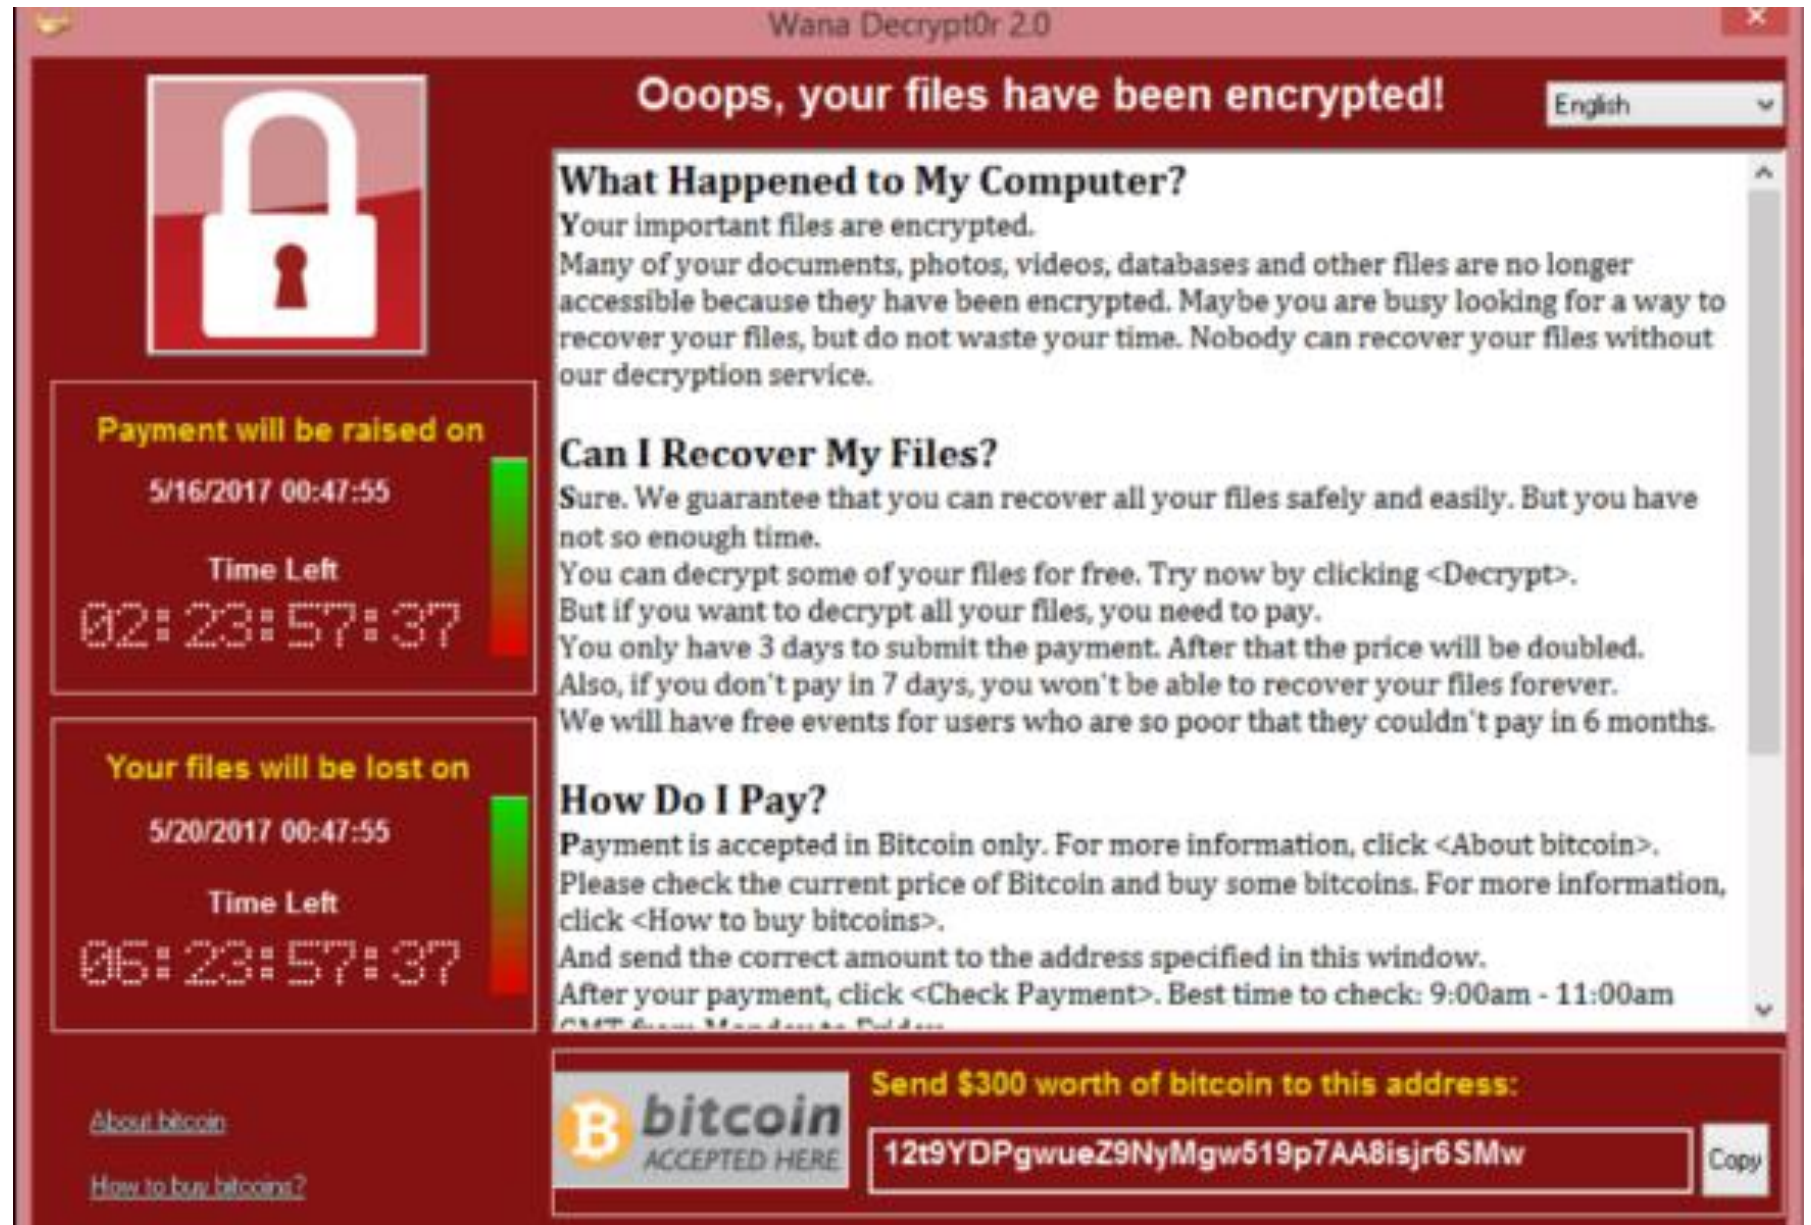 Wana Decrypt0r 2.0
Ooops, your files have been encrypted!
English
What Happened to My Computer?
Your important files are encrypted.
Many of your documents, photos, videos, databases and other files are no longer
accessible because they have been encrypted. Maybe you are busy looking for a way to
recover your files, but do not waste your time. Nobody can recover your files without
our decryption service.
Can I Recover My Files?
Sure. We guarantee that you can recover all your files safely and easily. But you have
not so enough time.
You can decrypt some of your files for free. Try now by clicking <Decrypt>.
But if you want to decrypt all your files, you need to pay.
You only have 3 days to submit the payment. After that the price will be doubled.
Also, if you don't pay in 7 days, you won't be able to recover your files forever.
We will have free events for users who are so poor that they couldn't pay in 6 months.
How Do I Pay?
Payment is accepted in Bitcoin only. For more information, click <About bitcoin>.
Please check the current price of Bitcoin and buy some bitcoins. For more information,
click <How to buy bitcoins>.
And send the correct amount to the address specified in this window.
After your payment, click <Check Payment>. Best time to check: 9:00am - 11:00am
GMT from Monday to Friday.
Payment will be raised on
5/16/2017 00:47:55
Time Left
02:23:57:37
Your files will be lost on
5/20/2017 00:47:55
Time Left
06:23:57:37
About bitcoin
How to buy bitcoins?
bitcoin
ACCEPTED HERE
Send $300 worth of bitcoin to this address:
12t9YDPgwueZ9NyMgw519p7AA8isjr6SMw
Copy